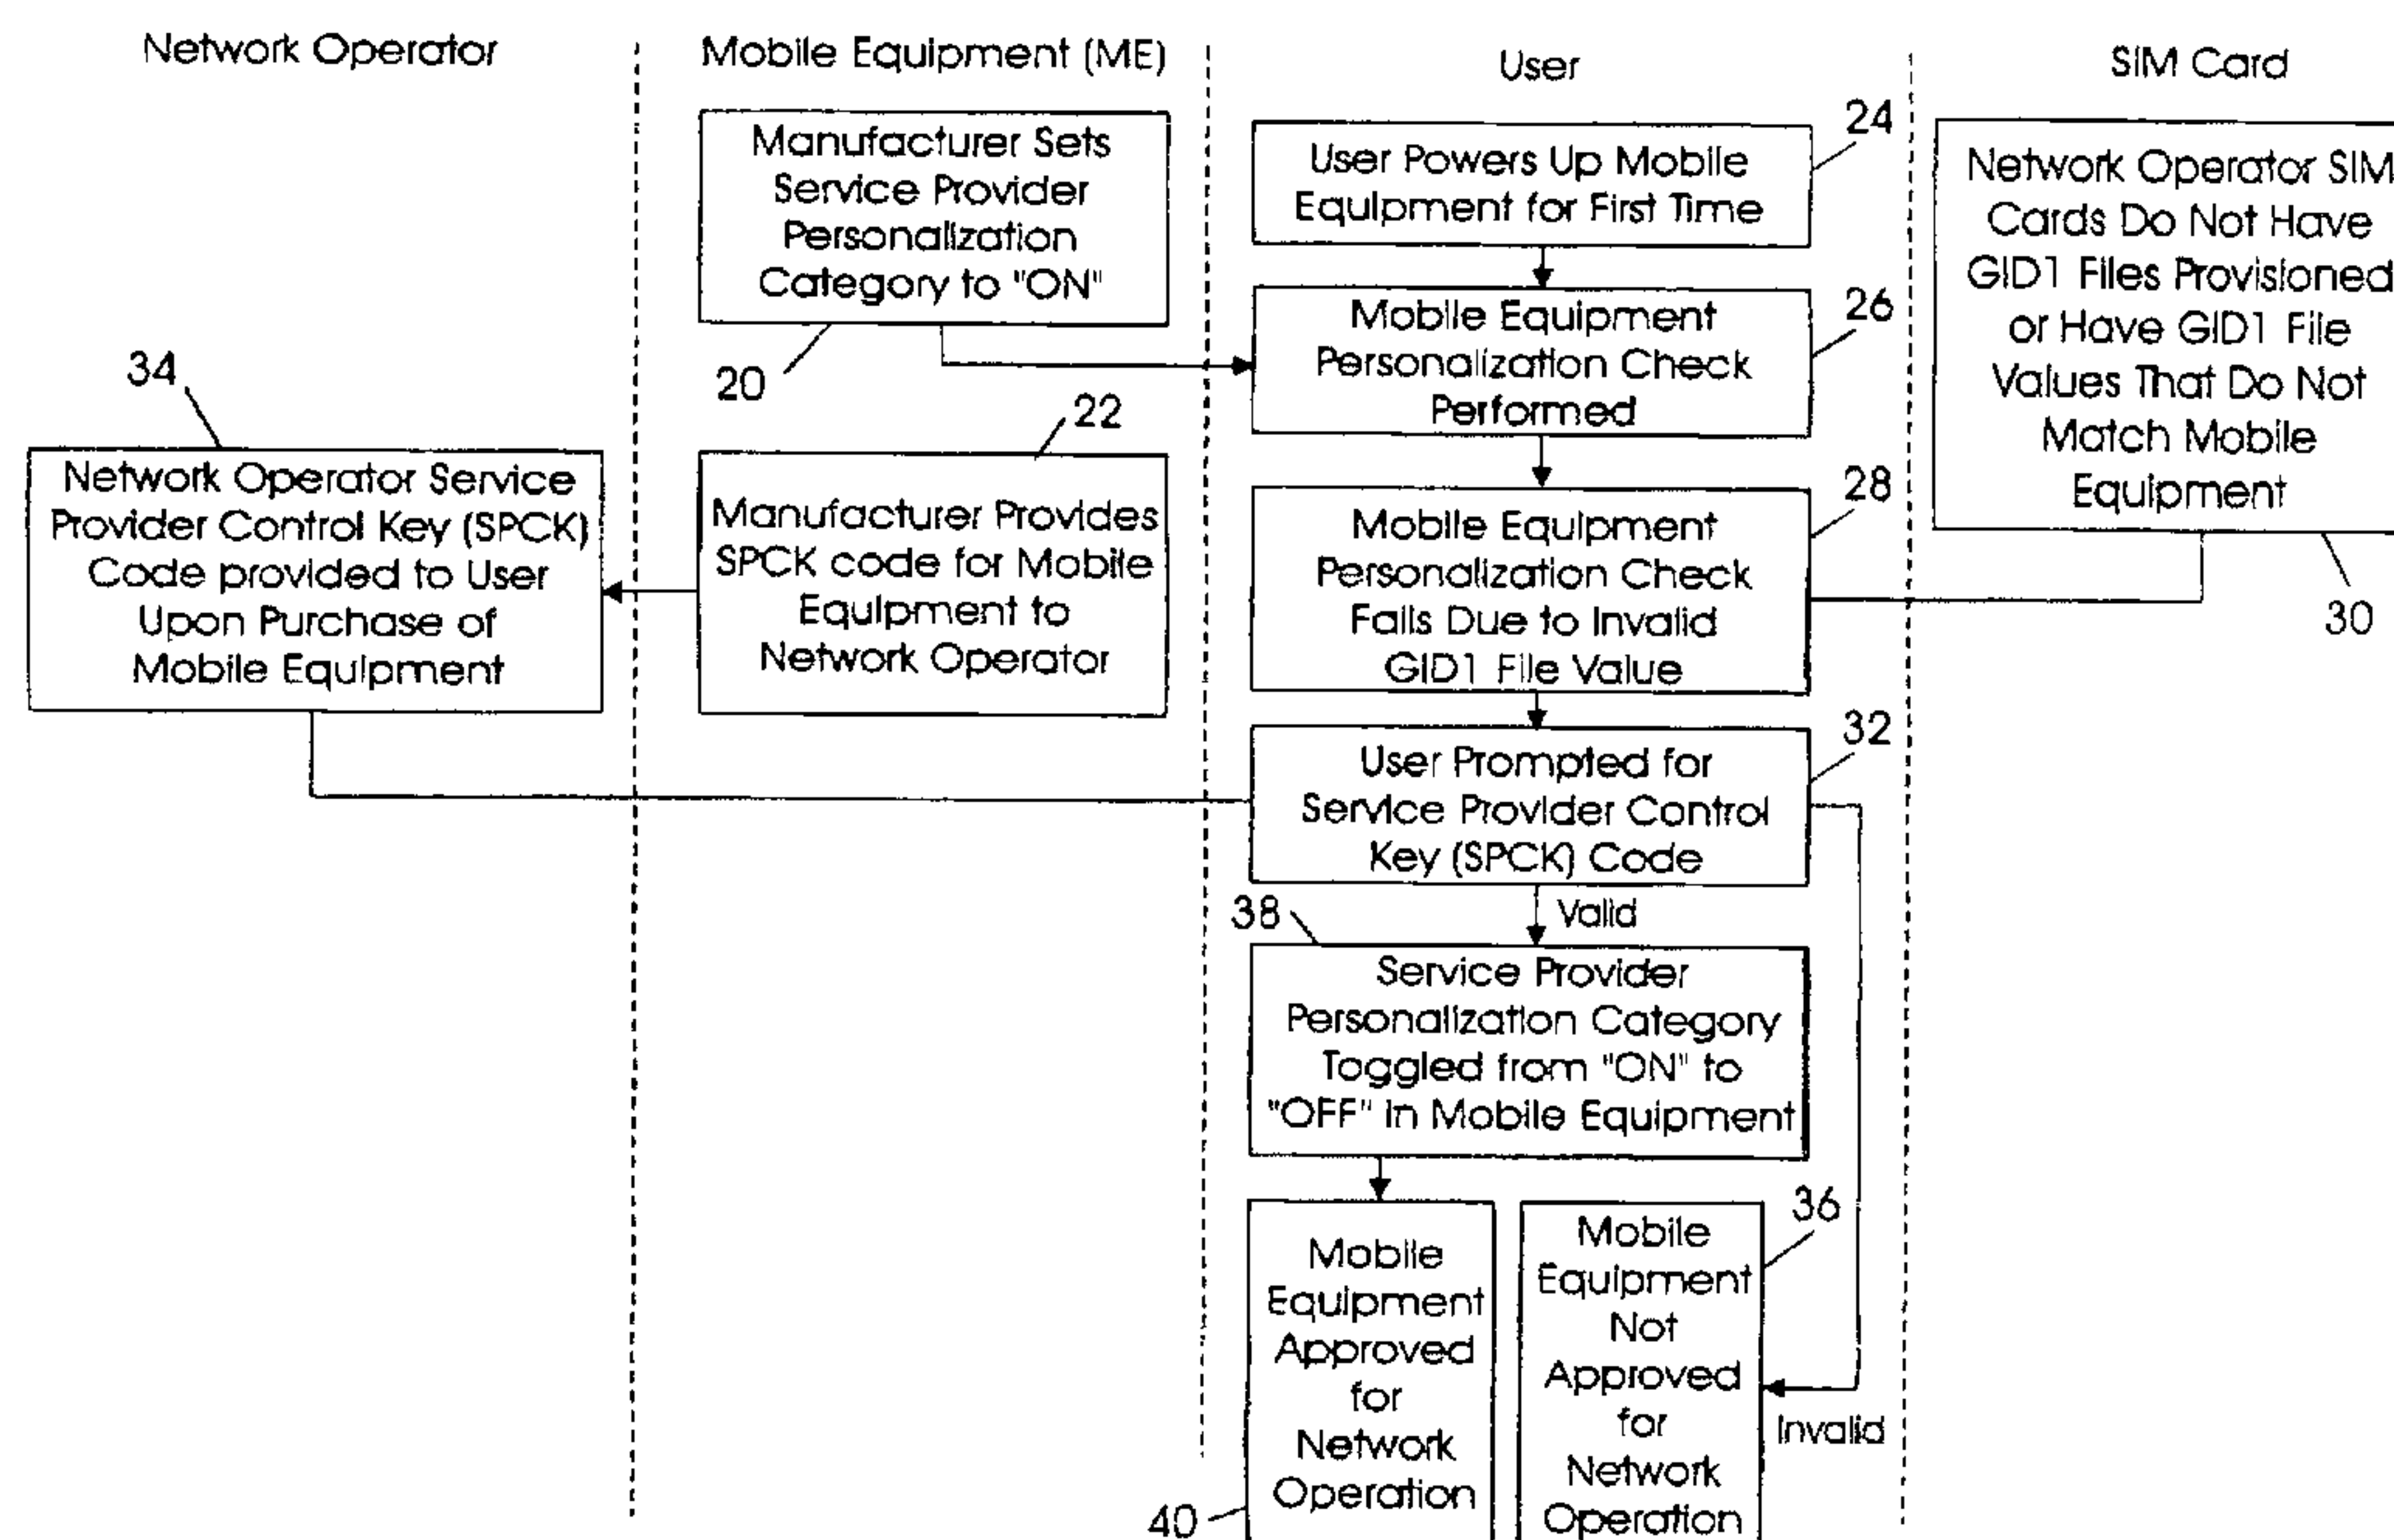 Network Operator
Mobile Equipment (ME)
User
SIM Card
Manufacturer Sets
Service Provider
Personalization
Category to "ON"
20
24
User Powers Up Mobile
Equipment for First Time
26
Mobile Equipment
Personalization Check
Performed
Network Operator SIM
Cards Do Not Have
GID1 Files Provisioned
or Have GID1 File
Values That Do Not
Match Mobile
Equipment
30
34
Network Operator Service
Provider Control Key (SPCK)
Code provided to User
Upon Purchase of
Mobile Equipment
22
Manufacturer Provides
SPCK code for Mobile
Equipment to
Network Operator
28
Mobile Equipment
Personalization Check
Fails Due to Invalid
GID1 File Value
32
User Prompted for
Service Provider Control
Key (SPCK) Code
Valid
38
Service Provider
Personalization Category
Toggled from "ON" to
"OFF" in Mobile Equipment
Mobile
Equipment
Approved
for
Network
Operation
40
36
Mobile
Equipment
Not
Approved
for
Network
Operation
Invalid